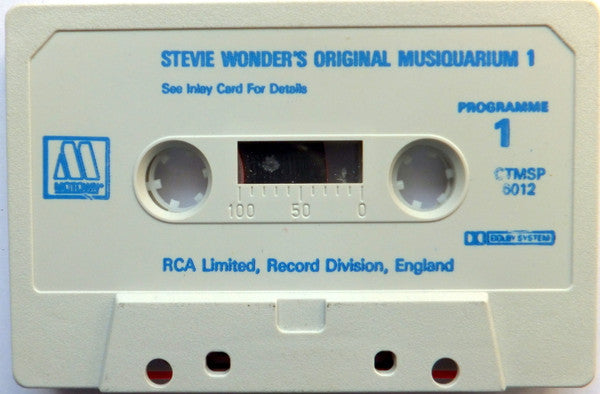 STEVIE WONDER'S ORIGINAL MUSIQUARIUM 1
See Inlay Card For Details
PROGRAMME
1
MOTOWN
CTMSP
6012
100 50 0
DOLBY SYSTEM
RCA Limited, Record Division, England